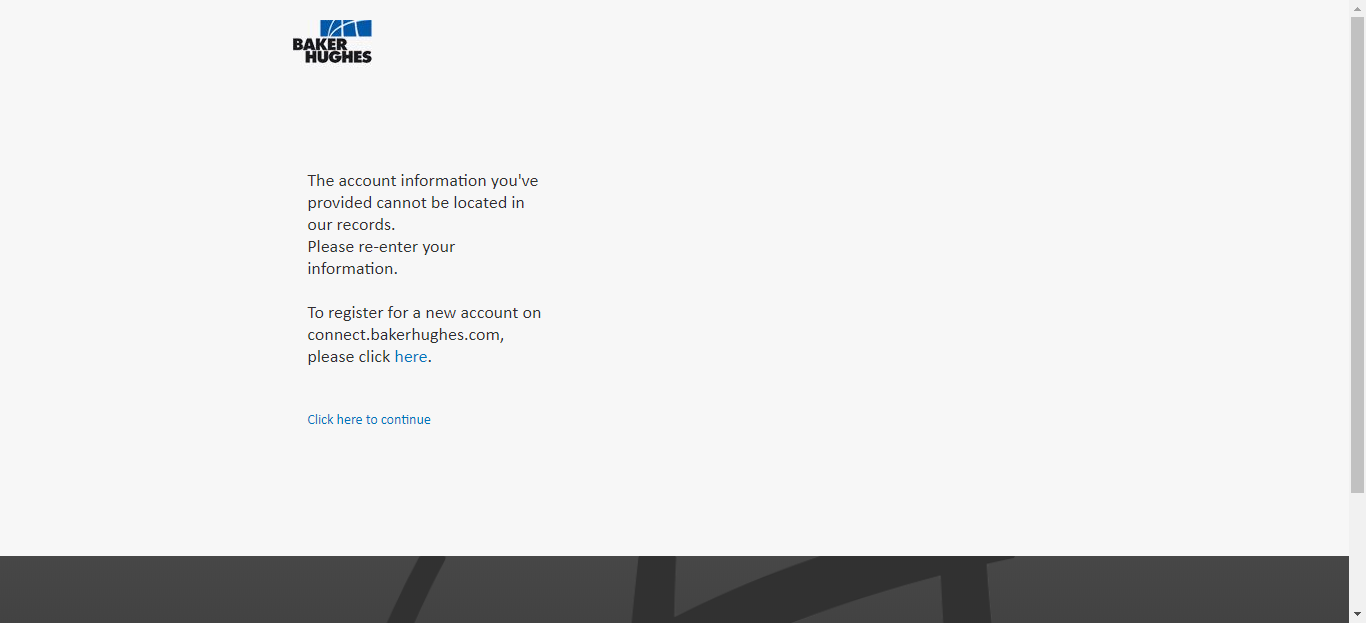 BAKER
HUGHES
The account information you've
provided cannot be located in
our records.
Please re-enter your
information.
To register for a new account on
connect.bakerhughes.com,
please click here.
Click here to continue